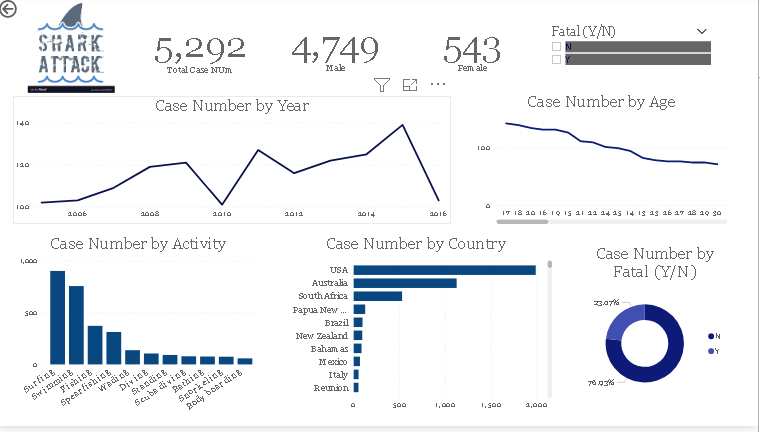 SHARK
ATTACK
5,292
Total Case NUm
4,749
Male
543
Female
Fatal (Y/N)
N
Y
Case Number by Year
140
120
100
2006 2008 2010 2012 2014 2016
Case Number by Age
100
0
17 18 20 16 19 15 21 22 24 25 14 13 23 26 30 27 28 29 30
Case Number by Activity
1,000
500
0
Surfing Swimming Fishing Spearfishing Wading Diving Standing Scuba diving Bathing Snorkeling Body boarding
Case Number by Country
USA
Australia
South Africa
Papua New ...
Brazil
New Zealand
Bahamas
Mexico
Italy
Reunion
0 500 1,000 1,500 2,000
Case Number by
Fatal (Y/N)
23.07%
76.93%
N
Y